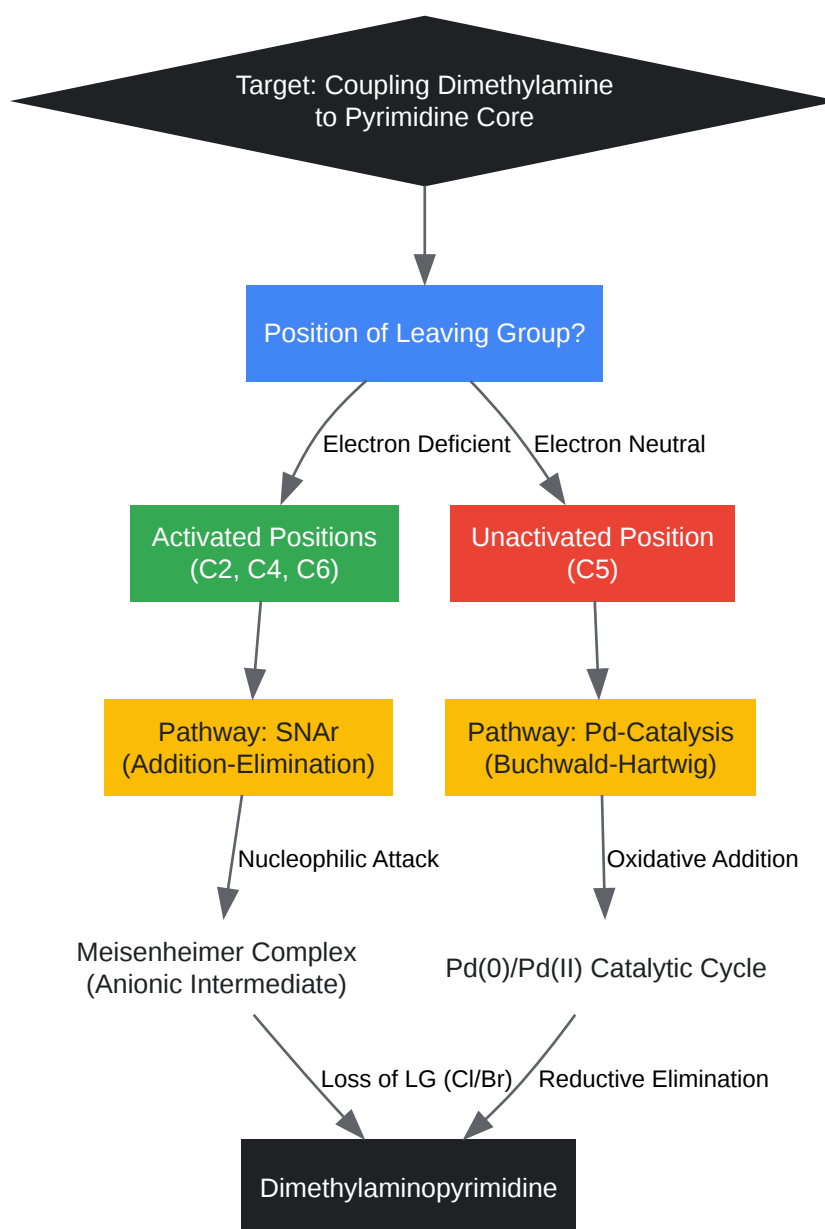 Target: Coupling Dimethylamine
to Pyrimidine Core
Position of Leaving Group?
Electron Deficient
Electron Neutral
Activated Positions
(C2, C4, C6)
Unactivated Position
(C5)
Pathway: SNAr
(Addition-Elimination)
Pathway: Pd-Catalysis
(Buchwald-Hartwig)
Nucleophilic Attack
Oxidative Addition
Meisenheimer Complex
(Anionic Intermediate)
Pd(0)/Pd(II) Catalytic Cycle
Loss of LG (Cl/Br)
Reductive Elimination
Dimethylaminopyrimidine